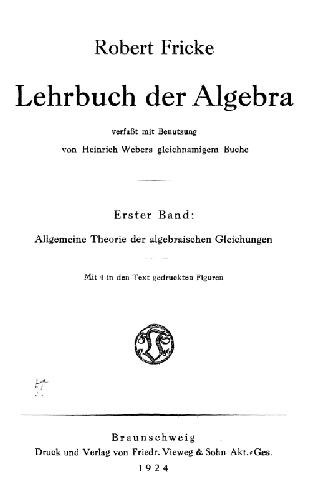 Robert Fricke
Lehrbuch der Algebra
verfaßt mit Benutzung
von Heinrich Webers gleichnamigem Buche
Erster Band:
Allgemeine Theorie der algebraischen Gleichungen
Mit 4 in den Text gedruckten Figuren
Braunschweig
Druck und Verlag von Friedr. Vieweg & Sohn Akt.-Ges.
1924